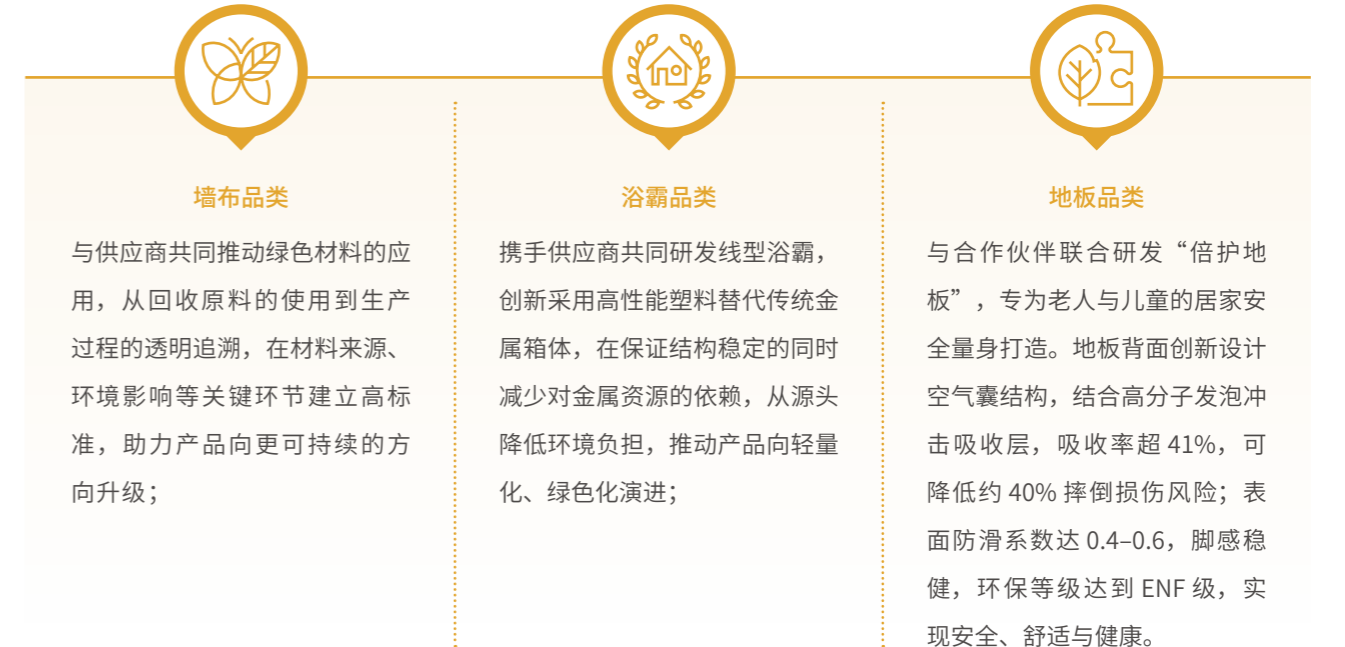 墙布品类
与供应商共同推动绿色材料的应
用，从回收原料的使用到生产
过程的透明追溯，在材料来源、
环境影响等关键环节建立高标
准，助力产品向更可持续的方
向升级；
浴霸品类
携手供应商共同研发线型浴霸，
创新采用高性能塑料替代传统金
属箱体，在保证结构稳定的同时
减少对金属资源的依赖，从源头
降低环境负担，推动产品向轻量
化、绿色化演进；
地板品类
与合作伙伴联合研发“倍护地
板”，专为老人与儿童的居家安
全量身打造。地板背面创新设计
空气囊结构，结合高分子发泡冲
击吸收层，吸收率超 41%，可
降低约 40% 摔倒损伤风险；表
面防滑系数达 0.4–0.6，脚感稳
健，环保等级达到 ENF 级，实
现安全、舒适与健康。